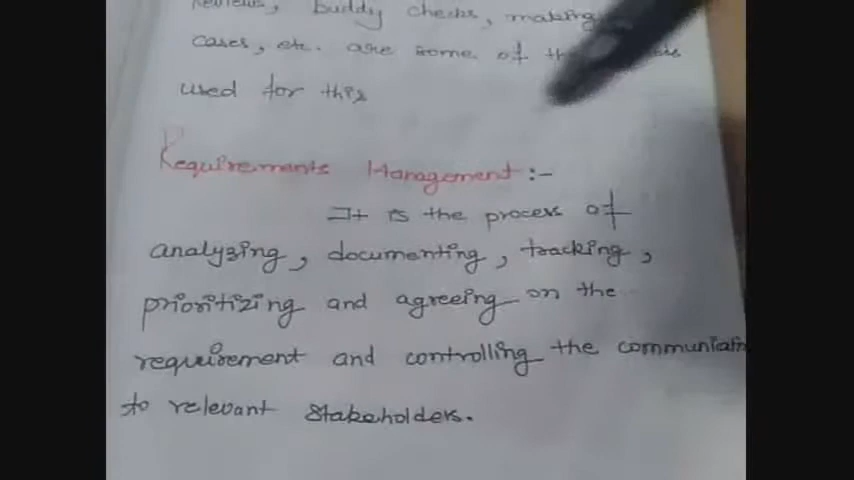 Reviews, buddy checks, making
cases, etc. are some of the
used for this
Requirements Management :-
It is the process of
analyzing, documenting, tracking,
prioritizing and agreeing on the
requirement and controlling the
to relevant stakeholders.